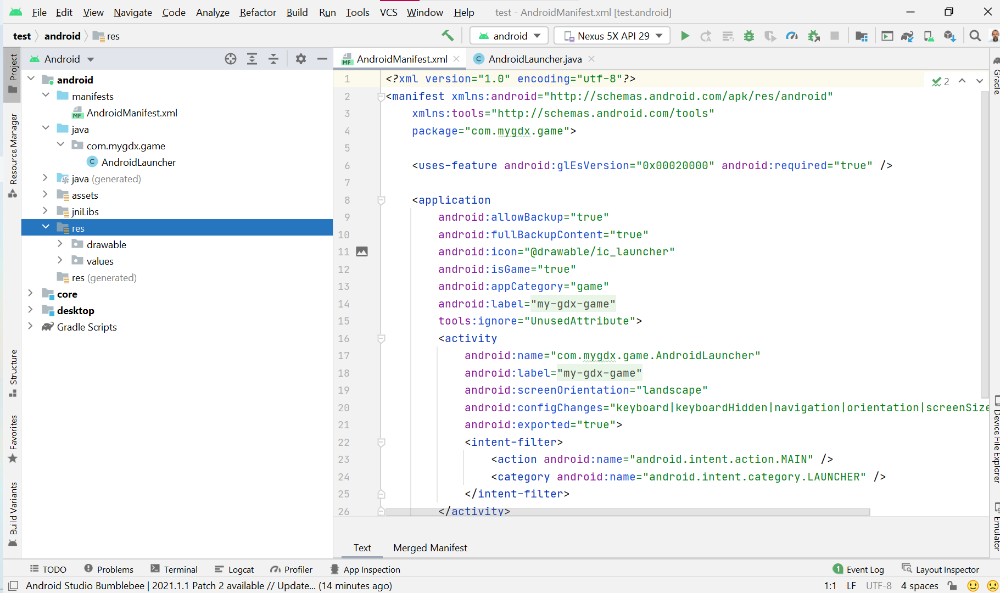 File Edit View Navigate Code Analyze Refactor Build Run Tools VCS Window Help test - AndroidManifest.xml [test.android]
test android res android Nexus 5X API 29
Project
Resource Manager
Structure
Favorites
Build Variants
Android
android
manifests
MF AndroidManifest.xml
java
com.mygdx.game
C AndroidLauncher
java (generated)
assets
jniLibs
res
drawable
values
res (generated)
core
desktop
Gradle Scripts
MF AndroidManifest.xml C AndroidLauncher.java
2
1 <?xml version="1.0" encoding="utf-8"?>
2 <manifest xmlns:android="http://schemas.android.com/apk/res/android"
3 xmlns:tools="http://schemas.android.com/tools"
4 package="com.mygdx.game">
5
6 <uses-feature android:glEsVersion="0x00020000" android:required="true" />
7
8 <application
9 android:allowBackup="true"
10 android:fullBackupContent="true"
11 android:icon="@drawable/ic_launcher"
12 android:isGame="true"
13 android:appCategory="game"
14 android:label="my-gdx-game"
15 tools:ignore="UnusedAttribute">
16 <activity
17 android:name="com.mygdx.game.AndroidLauncher"
18 android:label="my-gdx-game"
19 android:screenOrientation="landscape"
20 android:configChanges="keyboard|keyboardHidden|navigation|orientation|screenSize
21 android:exported="true">
22 <intent-filter>
23 <action android:name="android.intent.action.MAIN" />
24 <category android:name="android.intent.category.LAUNCHER" />
25 </intent-filter>
26 </activity>
Text Merged Manifest
Gradle
Device File Explorer
Emulator
TODO Problems Terminal Logcat Profiler App Inspection 1 Event Log Layout Inspector
Android Studio Bumblebee | 2021.1.1 Patch 2 available // Update... (14 minutes ago) 1:1 LF UTF-8 4 spaces